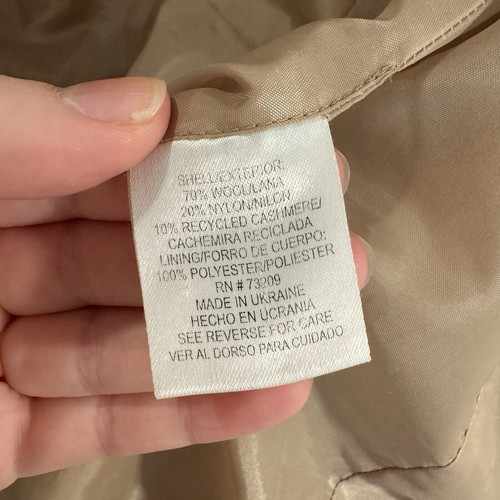 SHELL/EXTERIOR:
70% WOOL/LANA
20% NYLON/NILON
10% RECYCLED CASHMERE/
CACHEMIRA RECICLADA
LINING/FORRO DE CUERPO:
100% POLYESTER/POLIESTER
RN # 73209
MADE IN UKRAINE
HECHO EN UCRANIA
SEE REVERSE FOR CARE
VER AL DORSO PARA CUIDADO